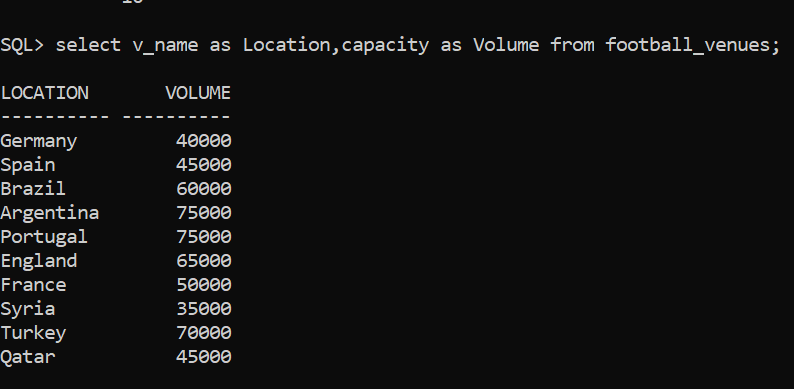 SQL> select v_name as Location,capacity as Volume from football_venues;
LOCATION VOLUME
---------- ----------
Germany 40000
Spain 45000
Brazil 60000
Argentina 75000
Portugal 75000
England 65000
France 50000
Syria 35000
Turkey 70000
Qatar 45000